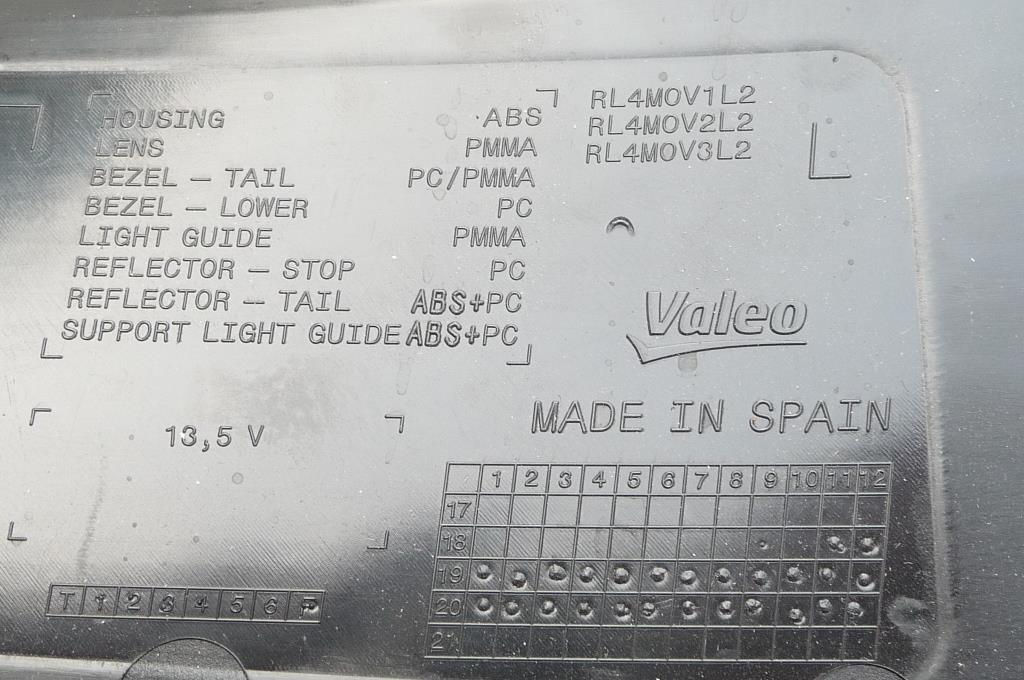 HOUSING ABS
LENS PMMA
BEZEL – TAIL PC/PMMA
BEZEL – LOWER PC
LIGHT GUIDE PMMA
REFLECTOR – STOP PC
REFLECTOR – TAIL ABS+PC
SUPPORT LIGHT GUIDE ABS+PC
RL4MOV1L2
RL4MOV2L2
RL4MOV3L2
Valeo
MADE IN SPAIN
13,5 V
1 2 3 4 5 6 7 8 9 10 11 12
17
18
19
20
21
T 1 2 3 4 5 6 P